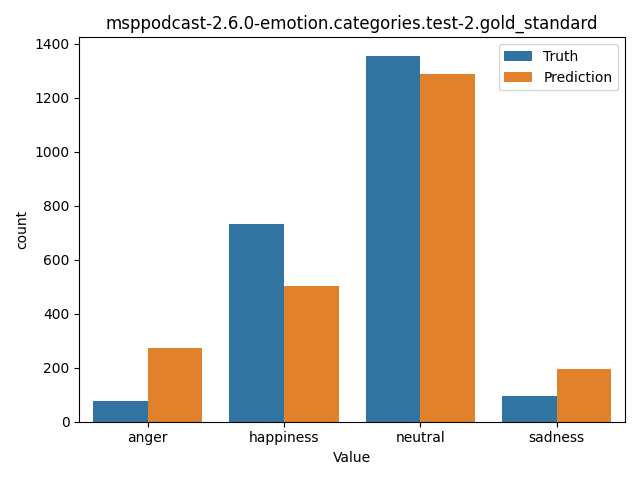 msppodcast-2.6.0-emotion.categories.test-2.gold_standard
Truth
Prediction
1400
1200
1000
800
600
400
200
0
count
anger happiness neutral sadness
Value